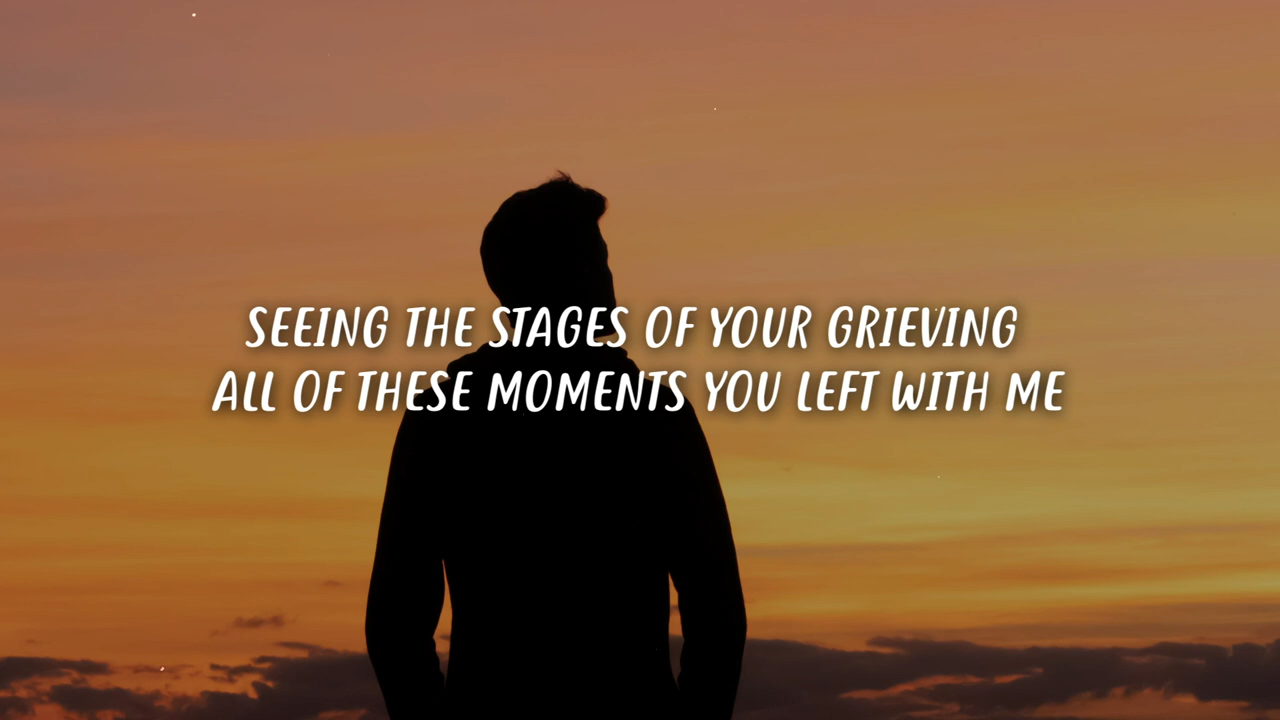 SEEING THE STAGES OF YOUR GRIEVING
ALL OF THESE MOMENTS YOU LEFT WITH ME